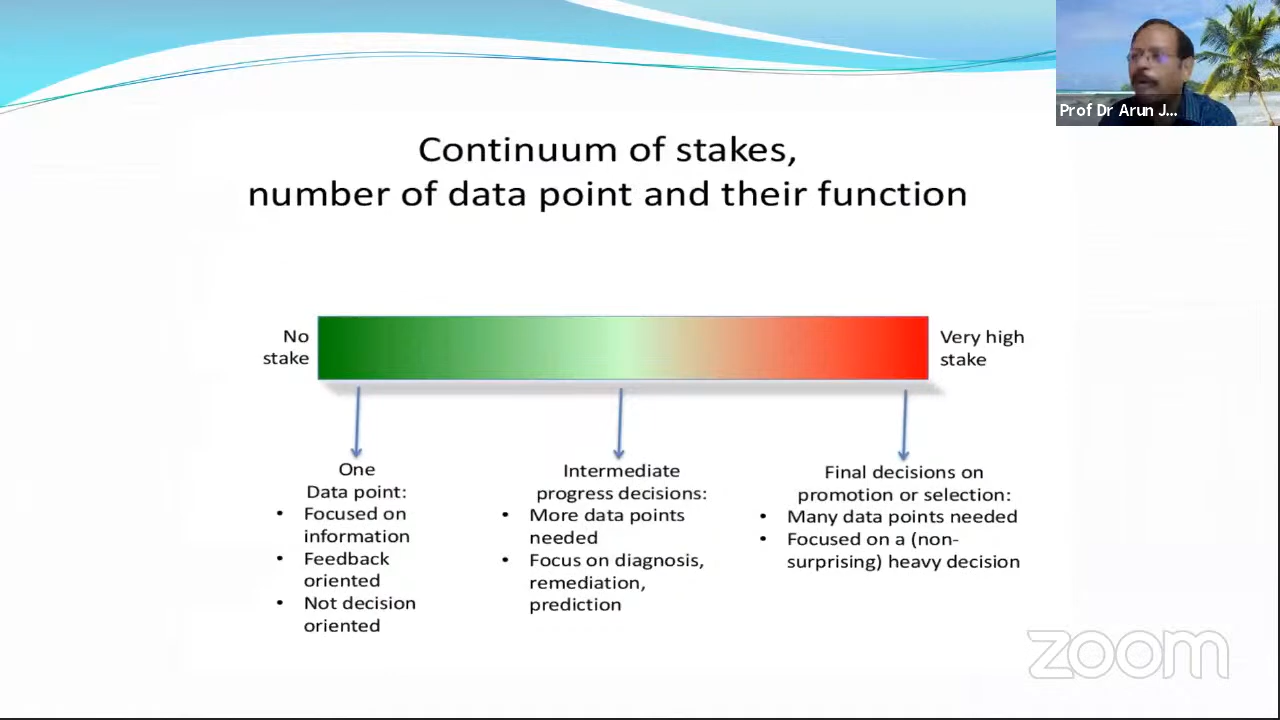 Prof Dr Arun J...
Continuum of stakes,
number of data point and their function
No
stake
Very high
stake
One
Data point:
• Focused on
information
• Feedback
oriented
• Not decision
oriented
Intermediate
progress decisions:
• More data points
needed
• Focus on diagnosis,
remediation,
prediction
Final decisions on
promotion or selection:
• Many data points needed
• Focused on a (non-
surprising) heavy decision
zoom